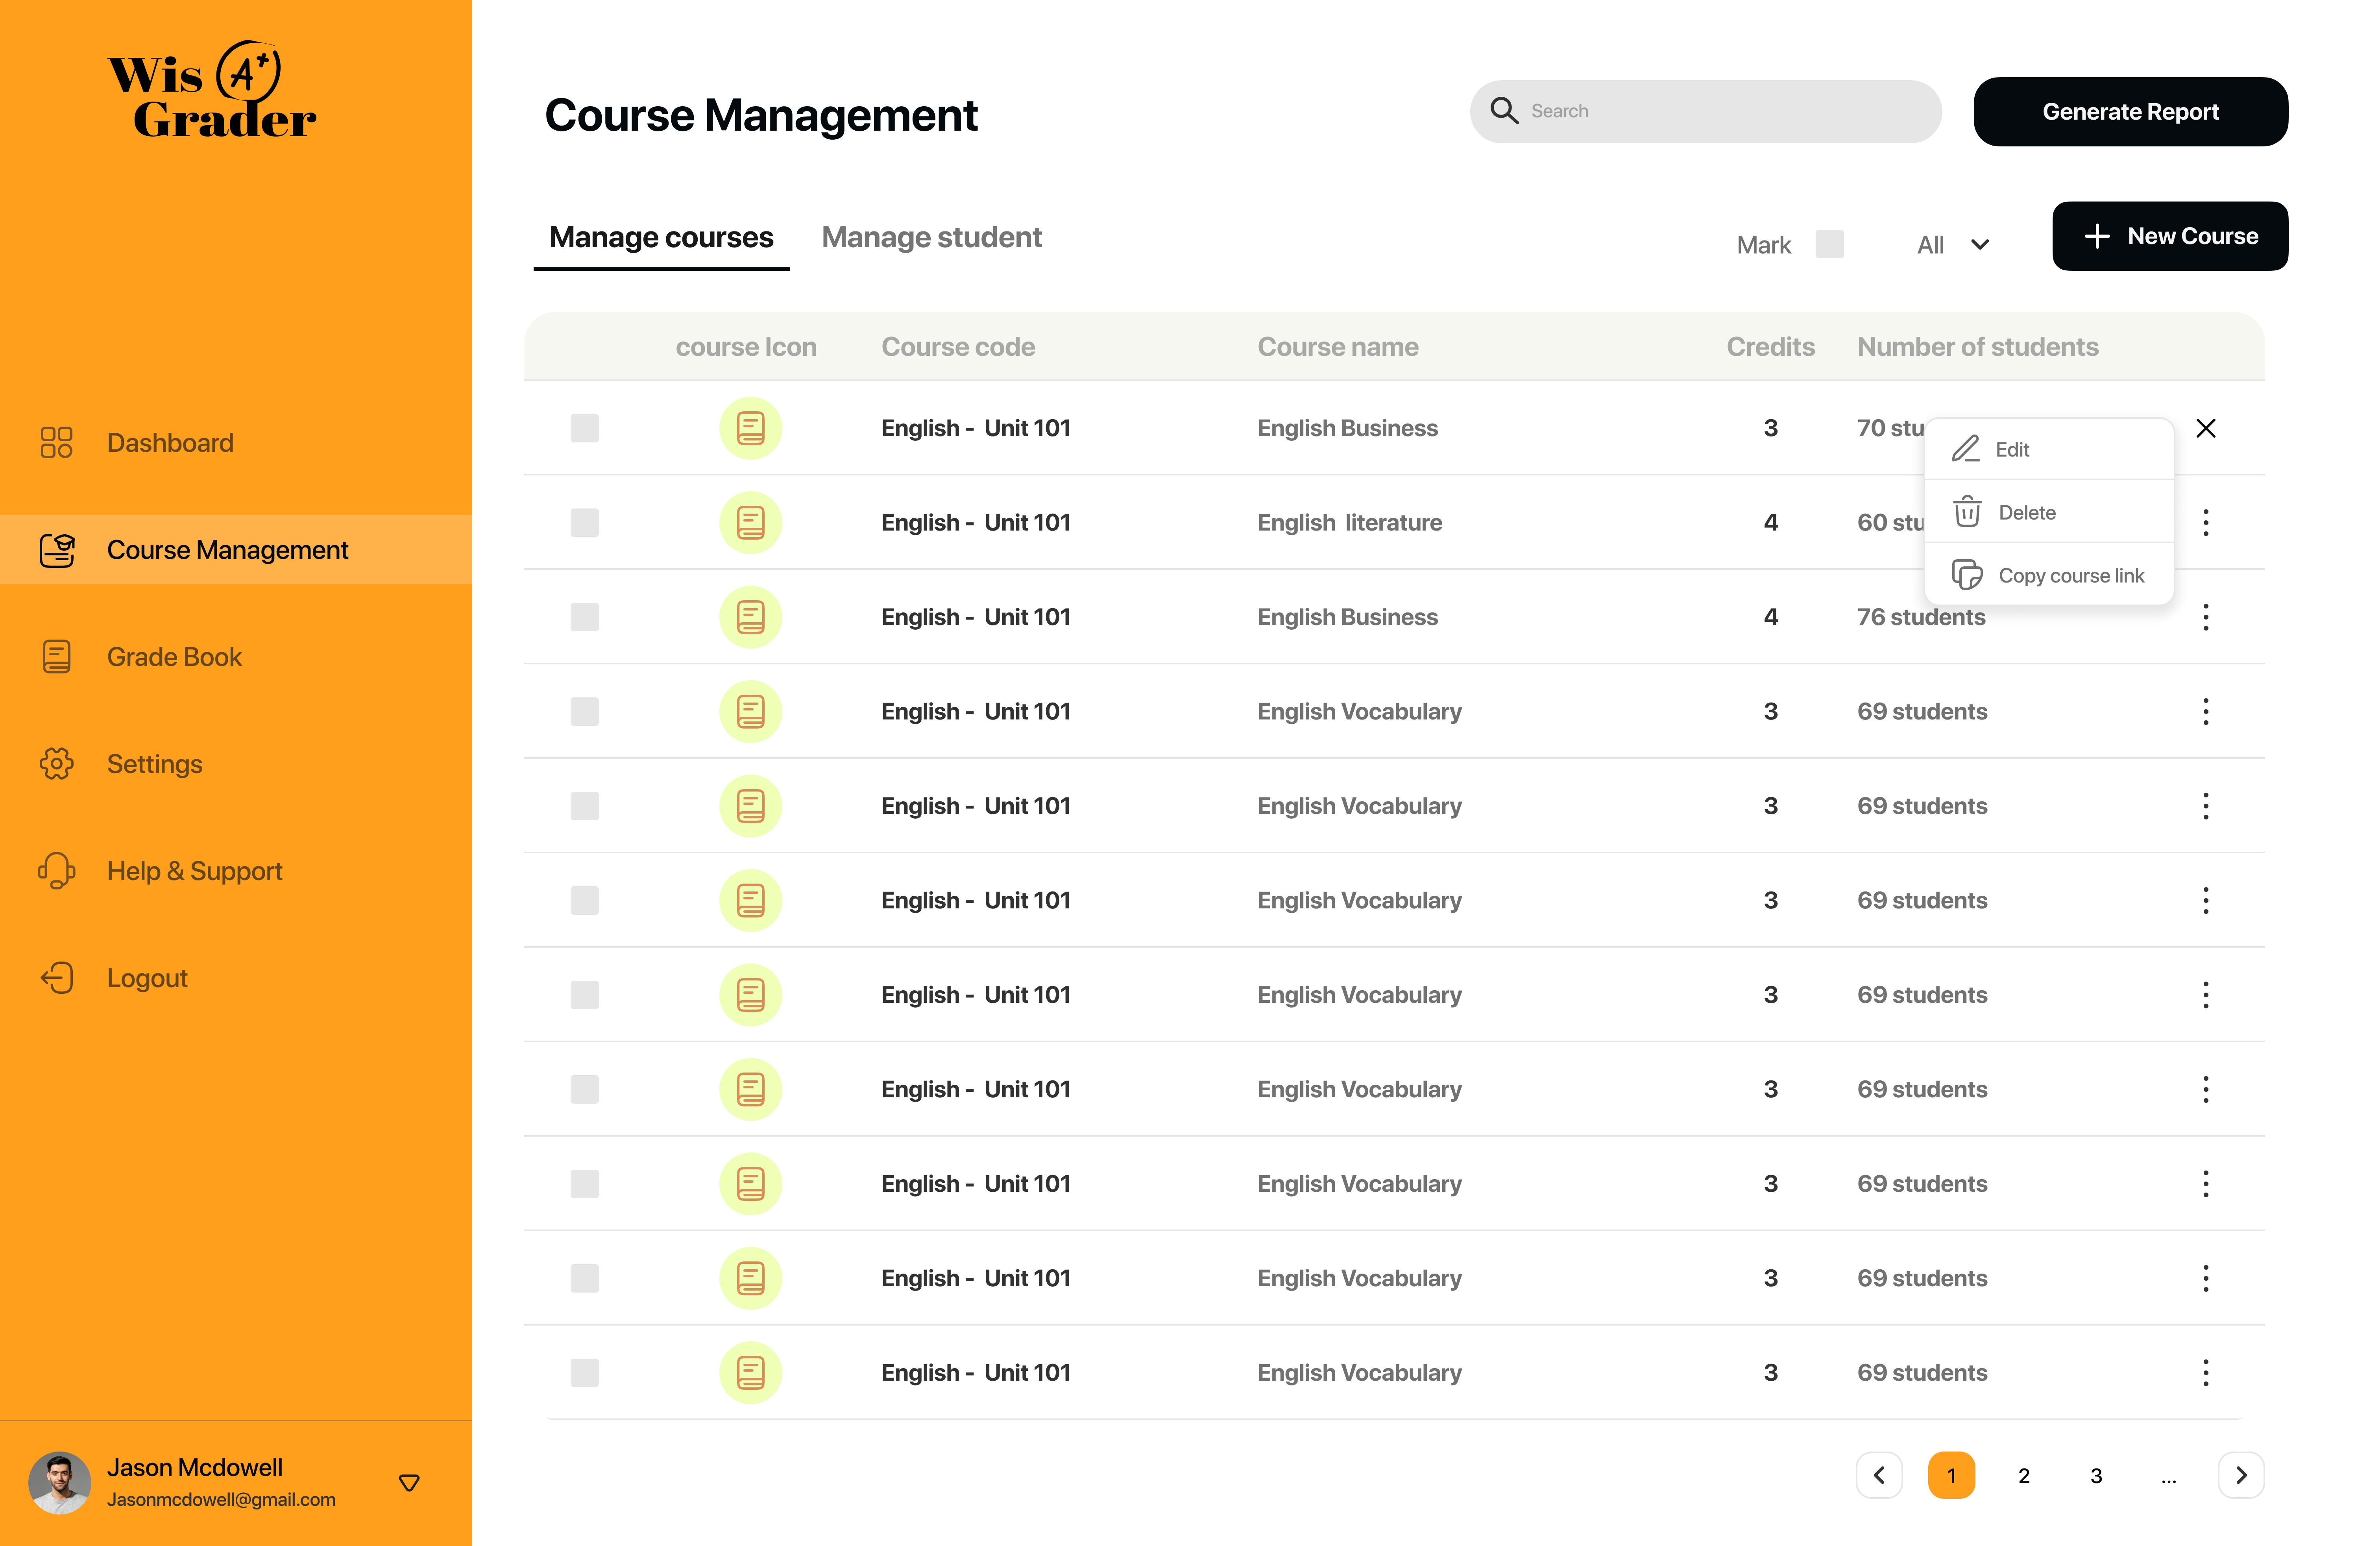 Wis A+
Grader
Dashboard
Course Management
Grade Book
Settings
Help & Support
Logout
Jason Mcdowell
Jasonmcdowell@gmail.com
Course Management
Search
Generate Report
Manage courses Manage student
Mark All New Course
course Icon Course code Course name Credits Number of students
English - Unit 101 English Business 3 70 stu
English - Unit 101 English literature 4 60 stu
English - Unit 101 English Business 4 76 students
English - Unit 101 English Vocabulary 3 69 students
English - Unit 101 English Vocabulary 3 69 students
English - Unit 101 English Vocabulary 3 69 students
English - Unit 101 English Vocabulary 3 69 students
English - Unit 101 English Vocabulary 3 69 students
English - Unit 101 English Vocabulary 3 69 students
English - Unit 101 English Vocabulary 3 69 students
English - Unit 101 English Vocabulary 3 69 students
Edit
Delete
Copy course link
1 2 3 ...